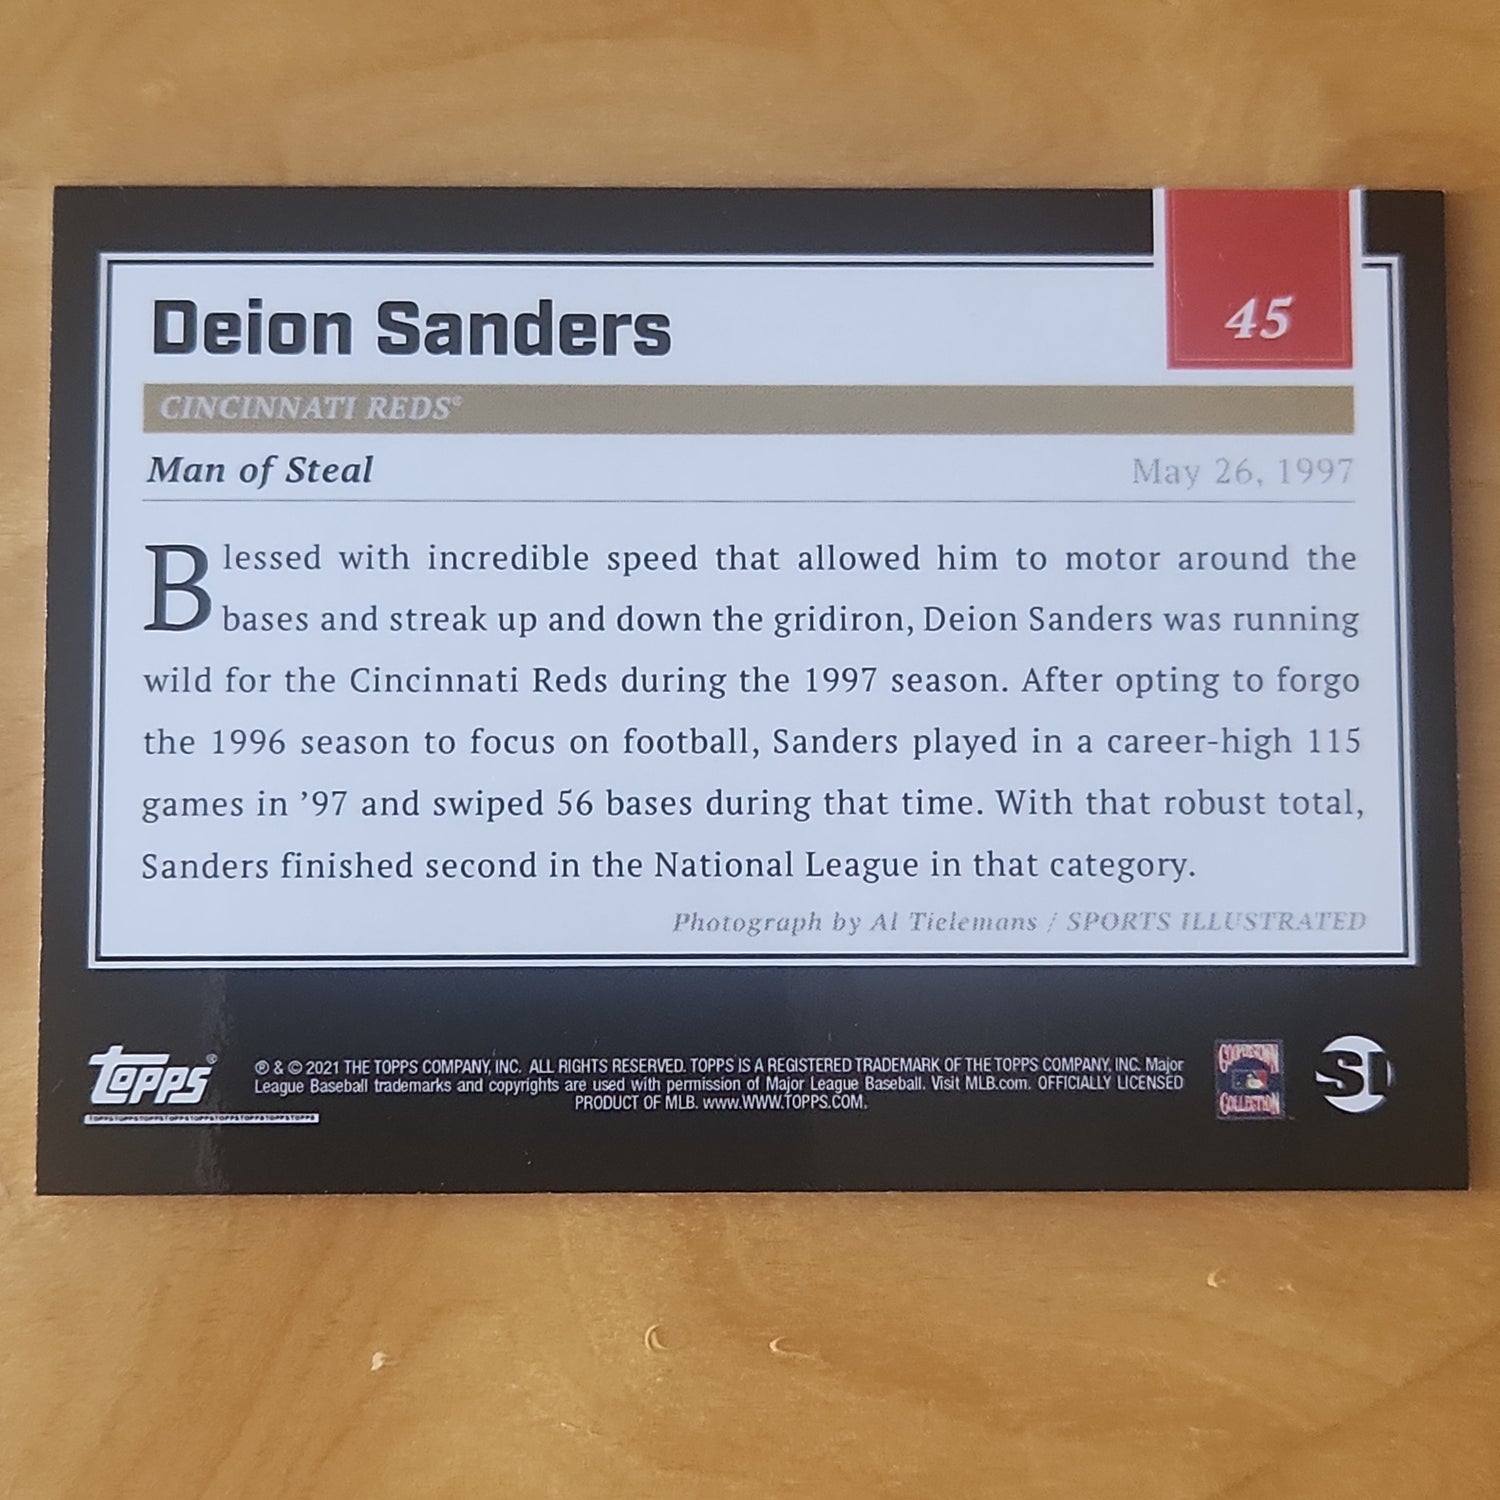 45
Deion Sanders
CINCINNATI REDS®
Man of Steal
May 26, 1997
Blessed with incredible speed that allowed him to motor around the
bases and streak up and down the gridiron, Deion Sanders was running
wild for the Cincinnati Reds during the 1997 season. After opting to forgo
the 1996 season to focus on football, Sanders played in a career-high 115
games in ’97 and swiped 56 bases during that time. With that robust total,
Sanders finished second in the National League in that category.
Photograph by Al Tielemans / SPORTS ILLUSTRATED
Topps®
TOPPSTOPPSTOPPSTOPPSTOPPSTOPPSTOPPSTOPPS
® & © 2021 THE TOPPS COMPANY, INC. ALL RIGHTS RESERVED. TOPPS IS A REGISTERED TRADEMARK OF THE TOPPS COMPANY, INC. Major
League Baseball trademarks and copyrights are used with permission of Major League Baseball. Visit MLB.com. OFFICIALLY LICENSED
PRODUCT OF MLB. www.WWW.TOPPS.COM.
COOPERSTOWN
COLLECTION
SI